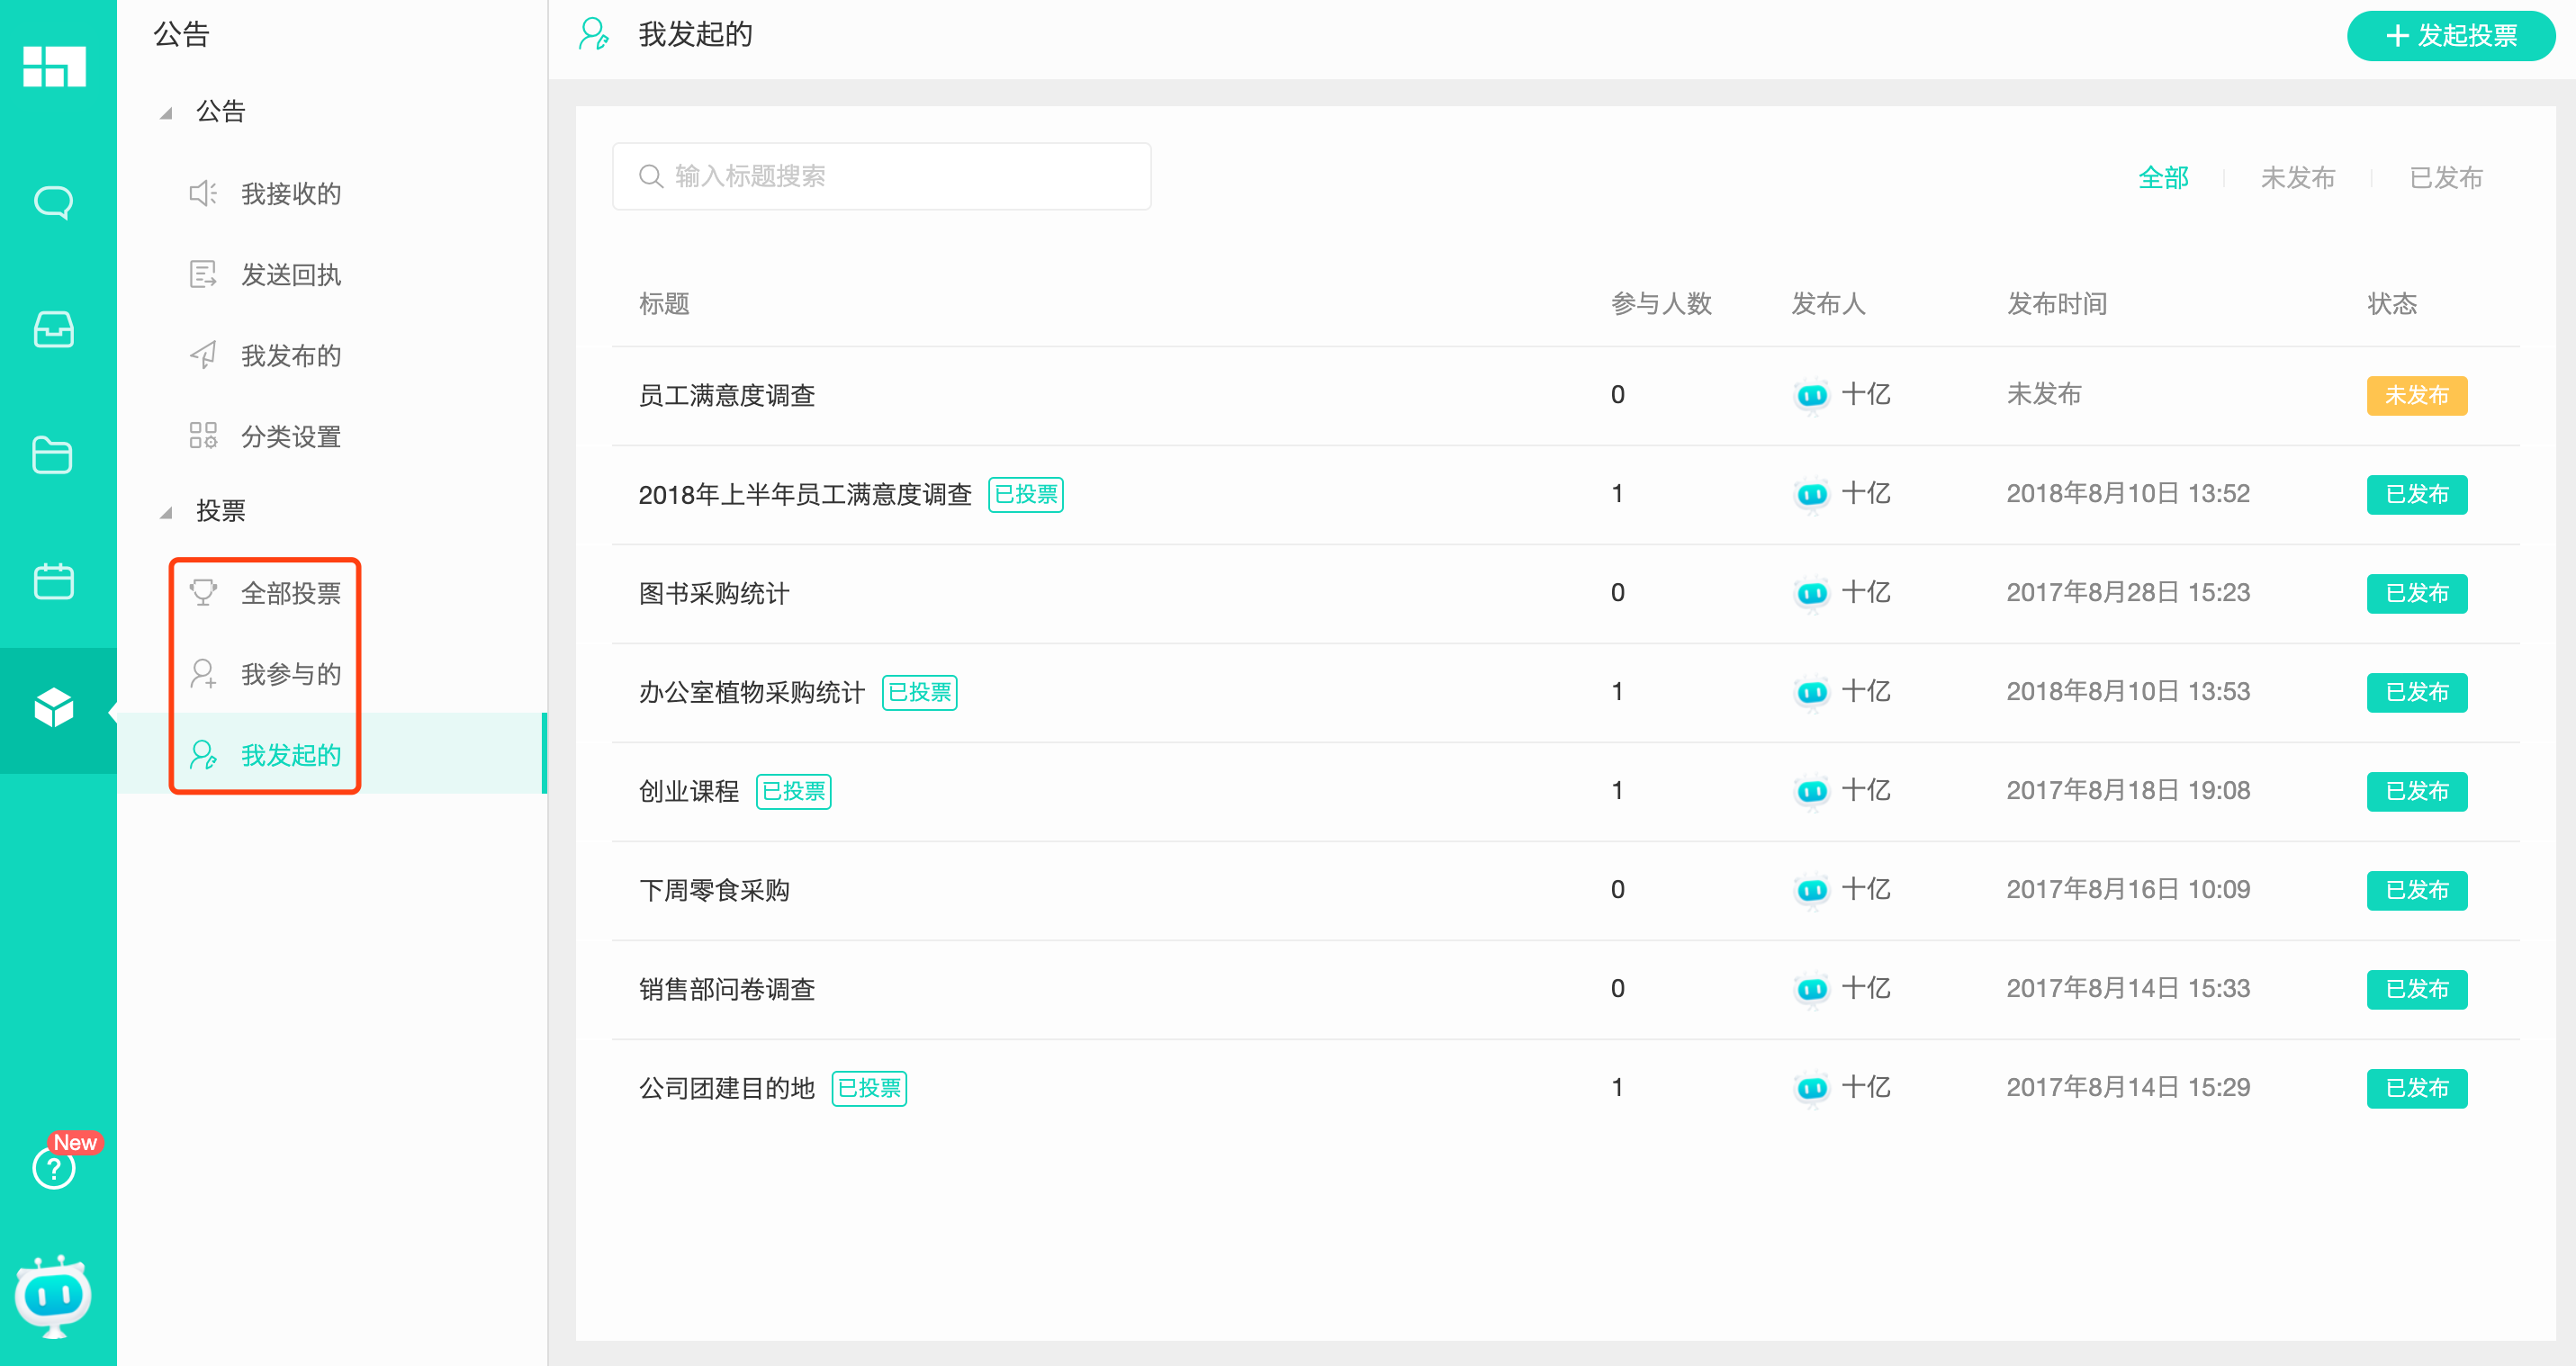 公告
公告
我接收的
发送回执
我发布的
分类设置
投票
全部投票
我参与的
我发起的
New
?
我发起的
+ 发起投票
输入标题搜索
全部 未发布 已发布
标题 参与人数 发布人 发布时间 状态
员工满意度调查 0 十亿 未发布 未发布
2018年上半年员工满意度调查 已投票 1 十亿 2018年8月10日 13:52 已发布
图书采购统计 0 十亿 2017年8月28日 15:23 已发布
办公室植物采购统计 已投票 1 十亿 2018年8月10日 13:53 已发布
创业课程 已投票 1 十亿 2017年8月18日 19:08 已发布
下周零食采购 0 十亿 2017年8月16日 10:09 已发布
销售部问卷调查 0 十亿 2017年8月14日 15:33 已发布
公司团建目的地 已投票 1 十亿 2017年8月14日 15:29 已发布